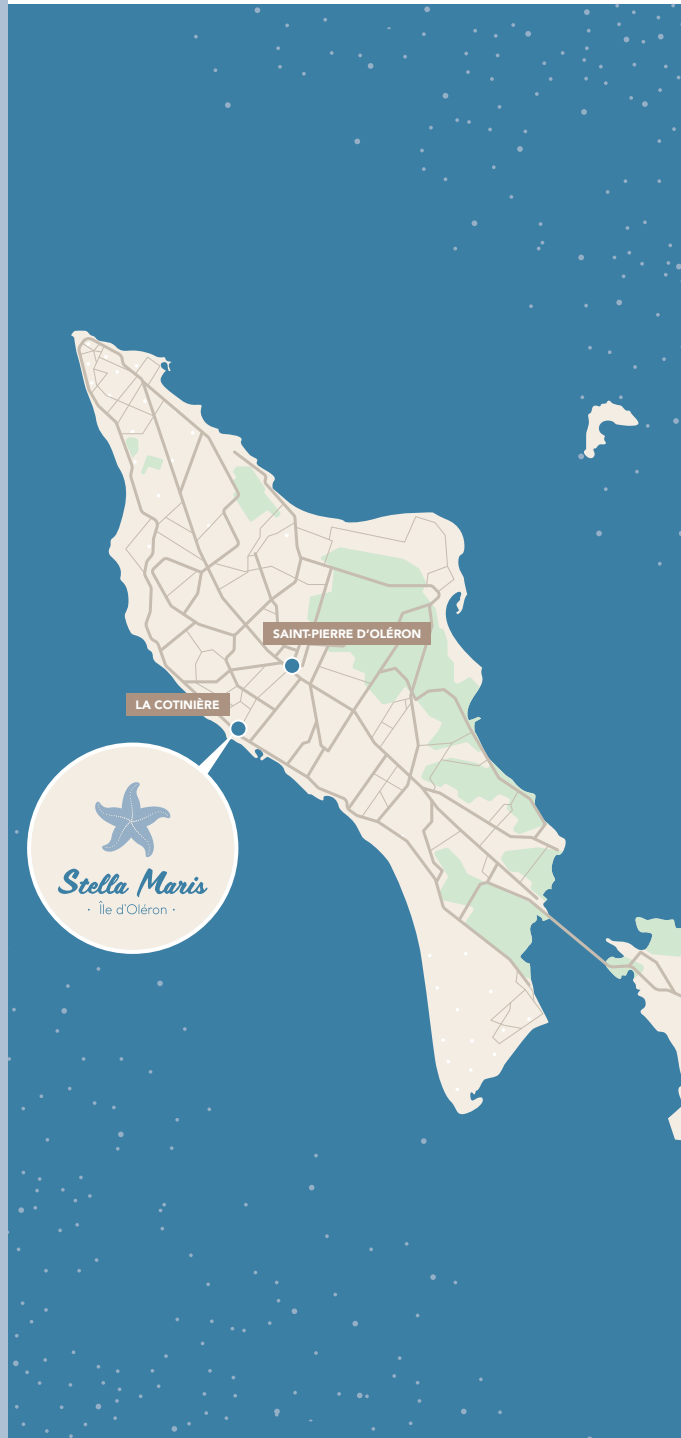 SAINT-PIERRE D'OLÉRON
LA COTINIÈRE
Stella Maris
· Île d'Oléron ·